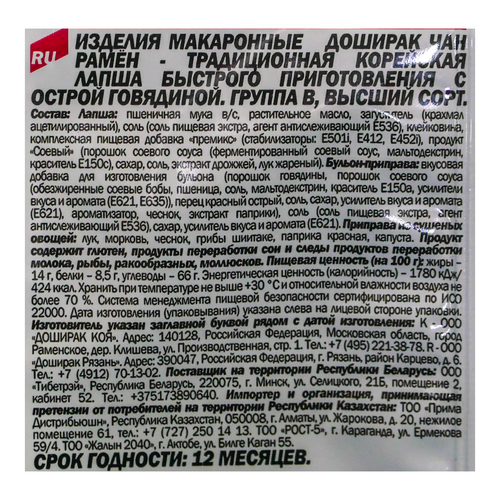 RU
ИЗДЕЛИЯ МАКАРОННЫЕ ДОШИРАК ЧАН
РАМЁН - ТРАДИЦИОННАЯ КОРЕЙСКАЯ
ЛАПША БЫСТРОГО ПРИГОТОВЛЕНИЯ С
ОСТРОЙ ГОВЯДИНОЙ. ГРУППА В, ВЫСШИЙ СОРТ.
Состав: Лапша: пшеничная мука в/с, растительное масло, загуститель (крахмал
ацетилированный), соль (соль пищевая экстра, агент антислеживающий Е536), клейковина,
комплексная пищевая добавка «премикс» (стабилизаторы: Е501i, Е412, Е452i), продукт
«Соевый» (порошок соевого соуса (ферментированный соевый соус, мальтодекстрин,
краситель Е150с), сахар, соль, экстракт дрожжей, лук жареный). Бульон-приправа: вкусовая
добавка для изготовления бульона (порошок говядины, порошок соевого соуса
(обезжиренные соевые бобы, пшеница, соль, мальтодекстрин, краситель Е150а, усилители
вкуса и аромата (Е621, Е635)), перец красный острый, соль, сахар, усилитель вкуса и аромата
(Е621), ароматизатор, чеснок, экстракт паприки), соль (соль пищевая экстра, агент
антислеживающий Е536), сахар, усилитель вкуса и аромата (Е621). Приправа из сушеных
овощей: лук, морковь, чеснок, грибы шиитаке, паприка красная, капуста. Продукт
содержит глютен, продукты переработки сои и следы продуктов переработки
молока, рыбы, ракообразных, моллюсков. Пищевая ценность (на 100 г): жиры –
14 г, белки – 8,5 г, углеводы – 66 г. Энергетическая ценность (калорийность) - 1780 кДж/
424 ккал. Хранить при температуре не выше +30 °С и относительной влажности воздуха не
более 70 %. Система менеджмента пищевой безопасности сертифицирована по ИСО
22000. Дата изготовления (упаковывания) указана слева на лицевой стороне упаковки.
Изготовитель указан заглавной буквой рядом с датой изготовления: К - ООО
«ДОШИРАК КОЯ». Адрес: 140128, Российская Федерация, Московская область, Город
Раменское, дер. Клишева, ул. Производственная, стр. 1. Тел: +7 (495) 221-38-78. R - ООО
«Доширак Рязань». Адрес: 390047, Российская Федерация, г. Рязань, район Карцево, д. 6.
Тел: +7 (4912) 70-13-02. Поставщик на территории Республики Беларусь: ООО
«Тибетрэй», Республика Беларусь, 220075, г. Минск, ул. Селицкого, 21Б, помещение 2,
кабинет 52. Тел: +375173890640. Импортер и организация, принимающая
претензии от потребителей на территории Республики Казахстан: ТОО «Прима
Дистрибьюшн», Республика Казахстан, 050008, г. Алматы, ул. Жарокова, д. 20, нежилое
помещение 61, тел: +7 (727) 250 14 13. ТОО «РОСТ-5», г. Караганда, ул. Ермекова
59/4. ТОО «Жалын 2040», г. Актобе, ул. Билге Каган 55.
СРОК ГОДНОСТИ: 12 МЕСЯЦЕВ.